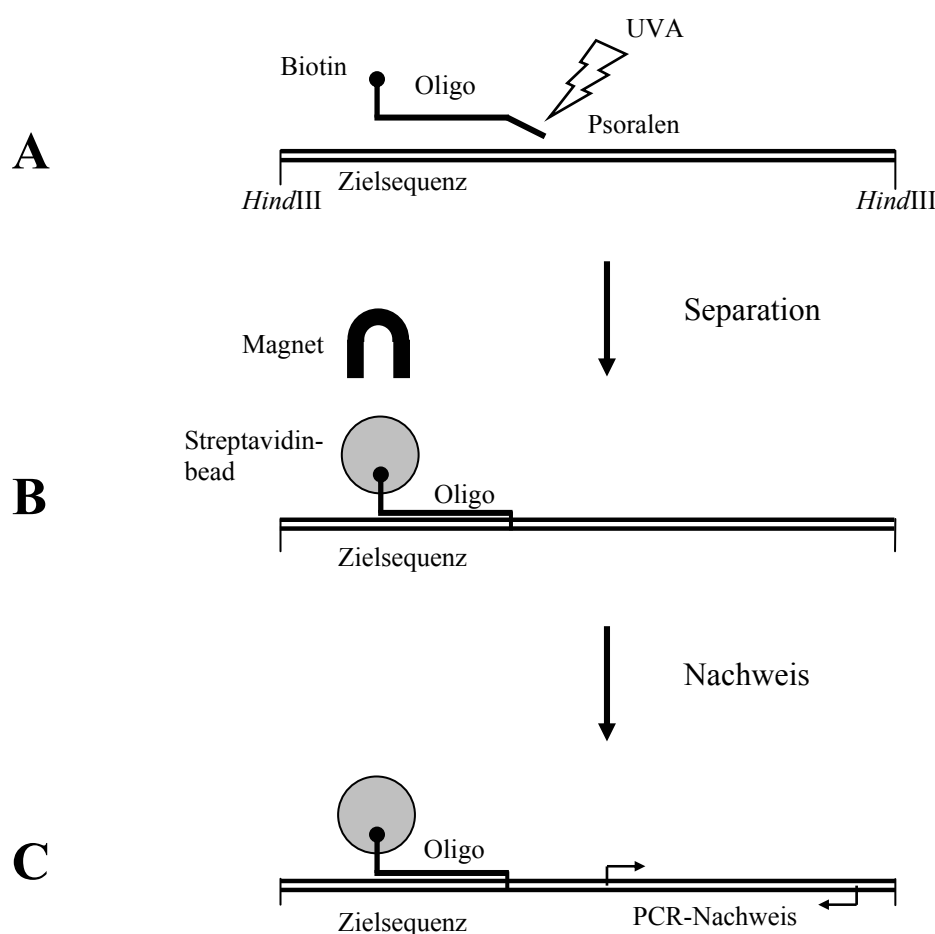 UVA
Biotin
Oligo
Psoralen
A
Zielsequenz
HindIII
HindIII
Separation
Magnet
Streptavidin-
bead
B
Oligo
Zielsequenz
Nachweis
C
Oligo
Zielsequenz
PCR-Nachweis